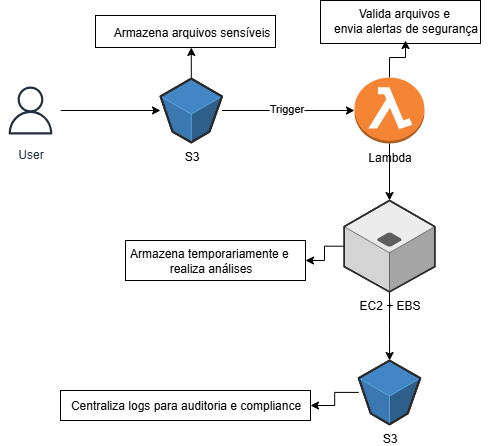 Armazena arquivos sensíveis
Valida arquivos e
envia alertas de segurança
User
S3
Trigger
Lambda
Armazena temporariamente e
realiza análises
EC2 + EBS
Centraliza logs para auditoria e compliance
S3